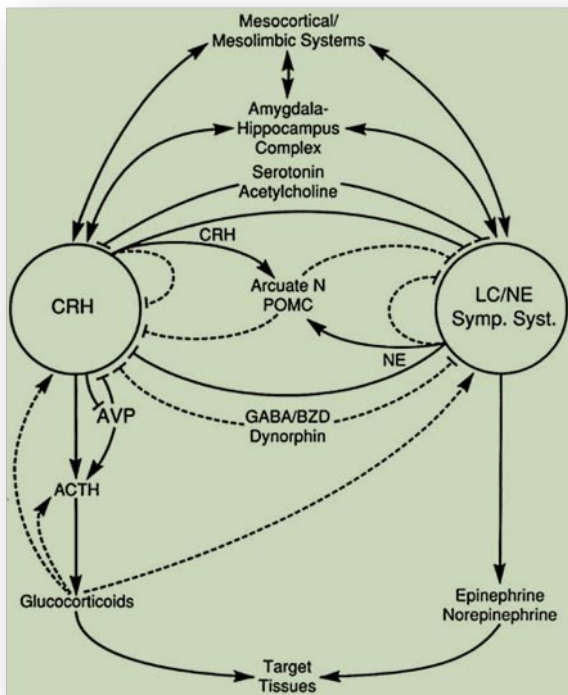 Mesocortical/
Mesolimbic Systems
Amygdala-
Hippocampus
Complex
Serotonin
Acetylcholine
CRH
Arcuate N
POMC
CRH
LC/NE
Symp. Syst.
NE
AVP
GABA/BZD
Dynorphin
ACTH
Glucocorticoids
Epinephrine
Norepinephrine
Target
Tissues